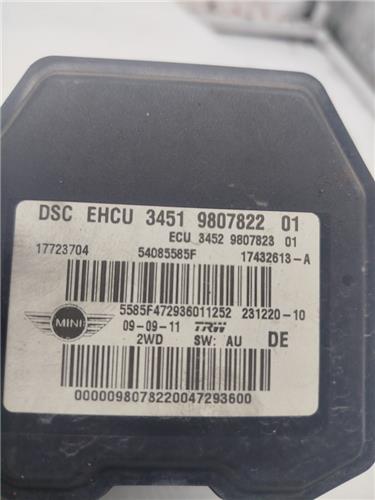 DSC EHCU 3451 9807822 01
ECU 3452 9807823 01
17723704 54085585F 17432613-A
5585F472936011252 231220-10
MINI 09-09-11 TRW DE
2WD SW: AU
0000098078220047293600